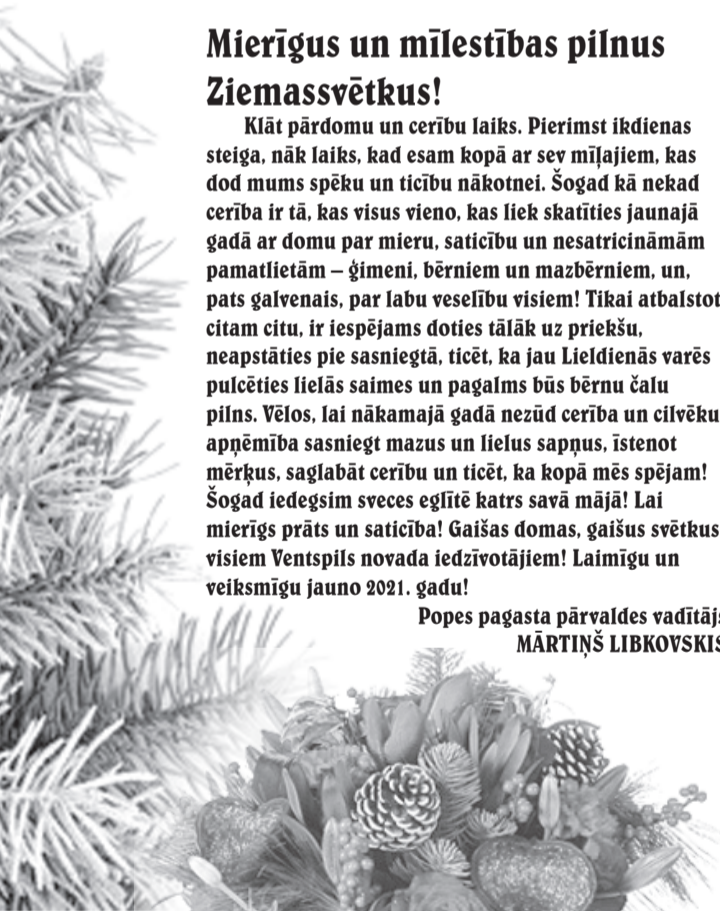 Mierīgus un mīlestības pilnus
Ziemassvētkus!
Klāt pārdomu un cerību laiks. Pierimst ikdienas
steiga, nāk laiks, kad esam kopā ar sev mīļajiem, kas
dod mums spēku un ticību nākotnei. Šogad kā nekad
cerība ir tā, kas visus vieno, kas liek skatīties jaunajā
gadā ar domu par mieru, saticību un nesatricināmām
pamatlietām – ģimeni, bērniem un mazbērniem, un,
pats galvenais, par labu veselību visiem! Tikai atbalstot
citam citu, ir iespējams doties tālāk uz priekšu,
neapstāties pie sasniegtā, ticēt, ka jau Lieldienās varēs
pulcēties lielās saimes un pagalms būs bērnu čalu
pilns. Vēlos, lai nākamajā gadā nezūd cerība un cilvēku
apņēmība sasniegt mazus un lielus sapņus, īstenot
mērķus, saglabāt cerību un ticēt, ka kopā mēs spējam!
Šogad iedegsim sveces eglītē katrs savā mājā! Lai
mierīgs prāts un saticība! Gaišas domas, gaišus svētkus
visiem Ventspils novada iedzīvotājiem! Laimīgu un
veiksmīgu jauno 2021. gadu!
Popes pagasta pārvaldes vadītājs
MĀRTIŅŠ LIBKOVSKIS